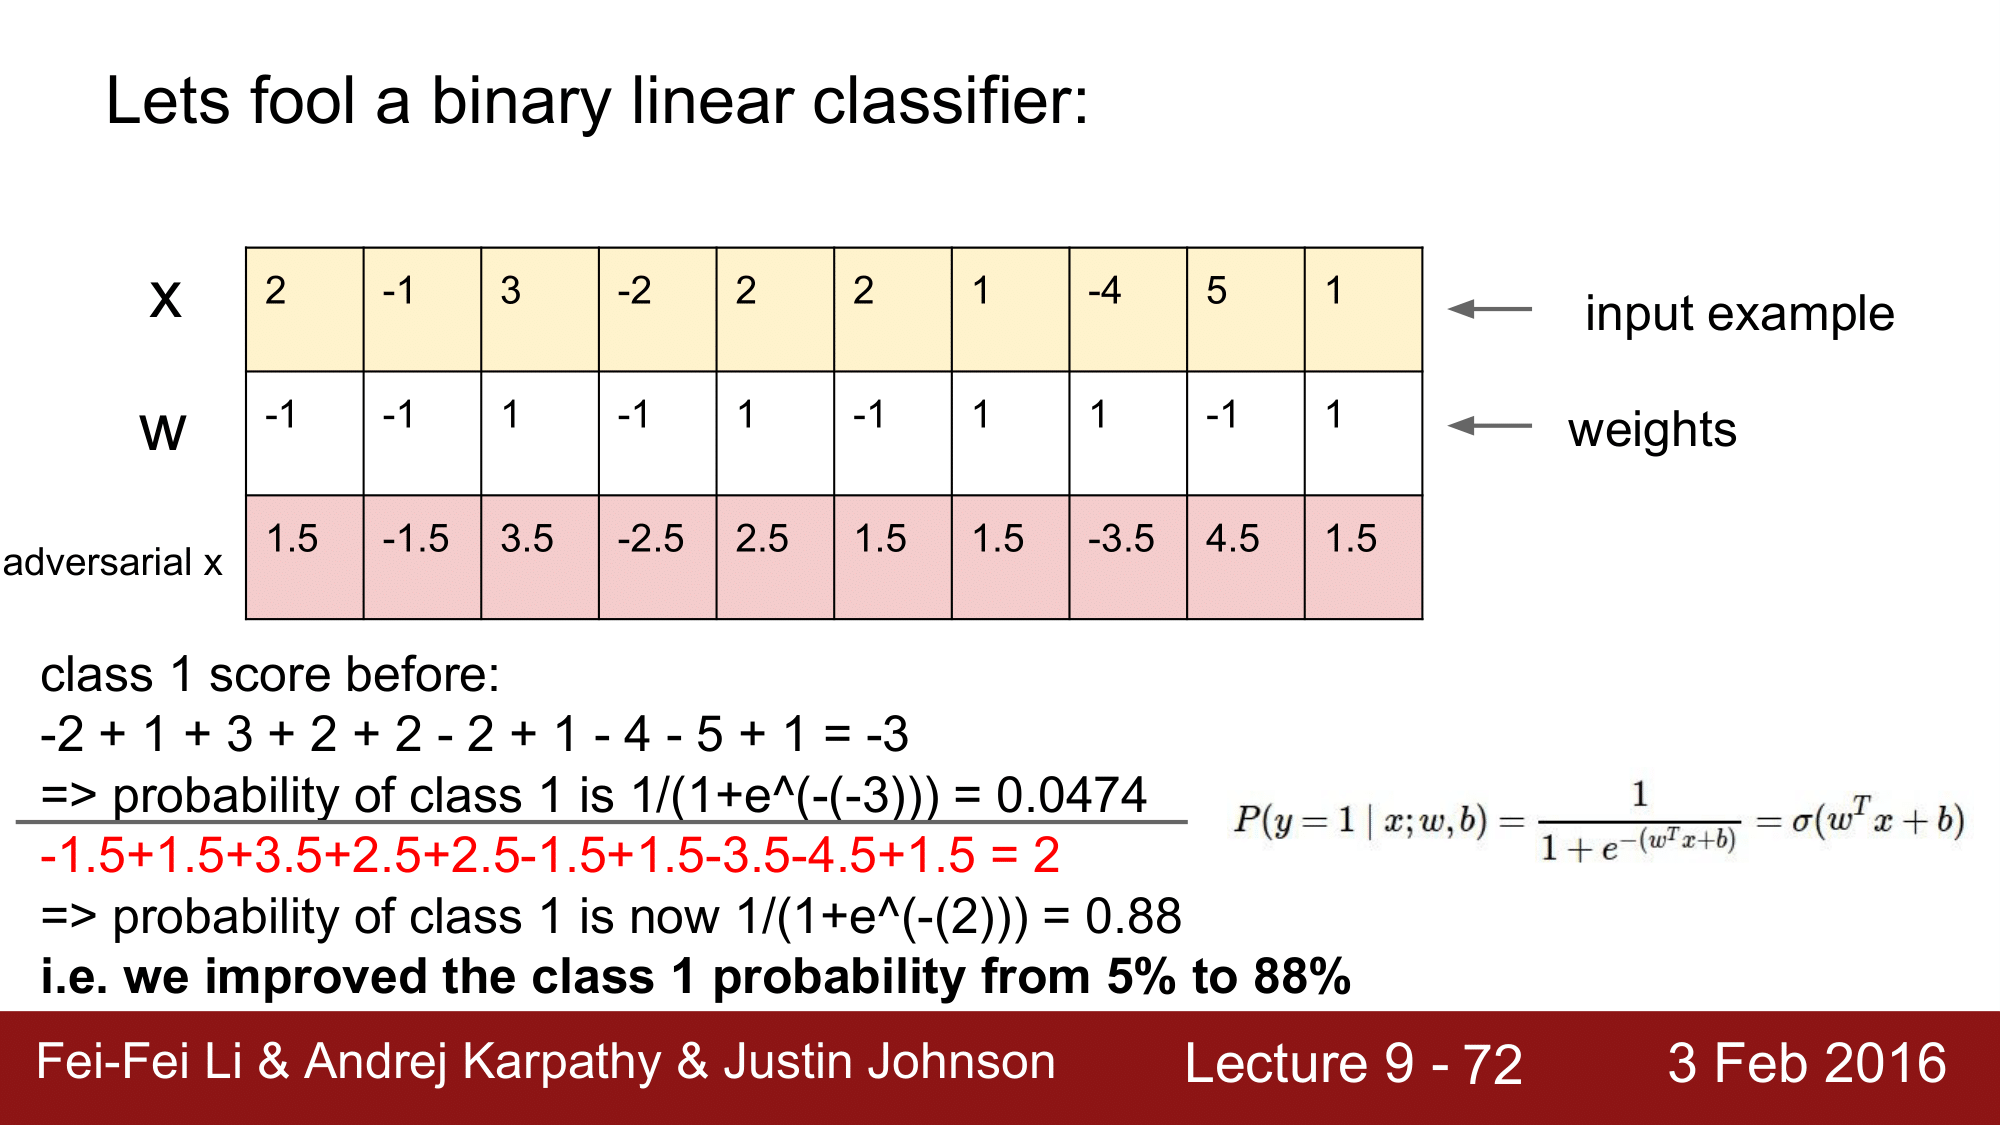 Lets fool a binary linear classifier:
x 2 -1 3 -2 2 2 1 -4 5 1 input example
w -1 -1 1 -1 1 -1 1 1 -1 1 weights
adversarial x 1.5 -1.5 3.5 -2.5 2.5 1.5 1.5 -3.5 4.5 1.5
class 1 score before:
-2 + 1 + 3 + 2 + 2 - 2 + 1 - 4 - 5 + 1 = -3
=> probability of class 1 is 1/(1+e^(-(-3))) = 0.0474
-1.5+1.5+3.5+2.5+2.5-1.5+1.5-3.5-4.5+1.5 = 2
=> probability of class 1 is now 1/(1+e^(-(2))) = 0.88
i.e. we improved the class 1 probability from 5% to 88%
P(y = 1 | x; w, b) = 1 / (1 + e^{-(w^T x+b)}) = σ(w^T x + b)
Fei-Fei Li & Andrej Karpathy & Justin Johnson Lecture 9 - 72 3 Feb 2016